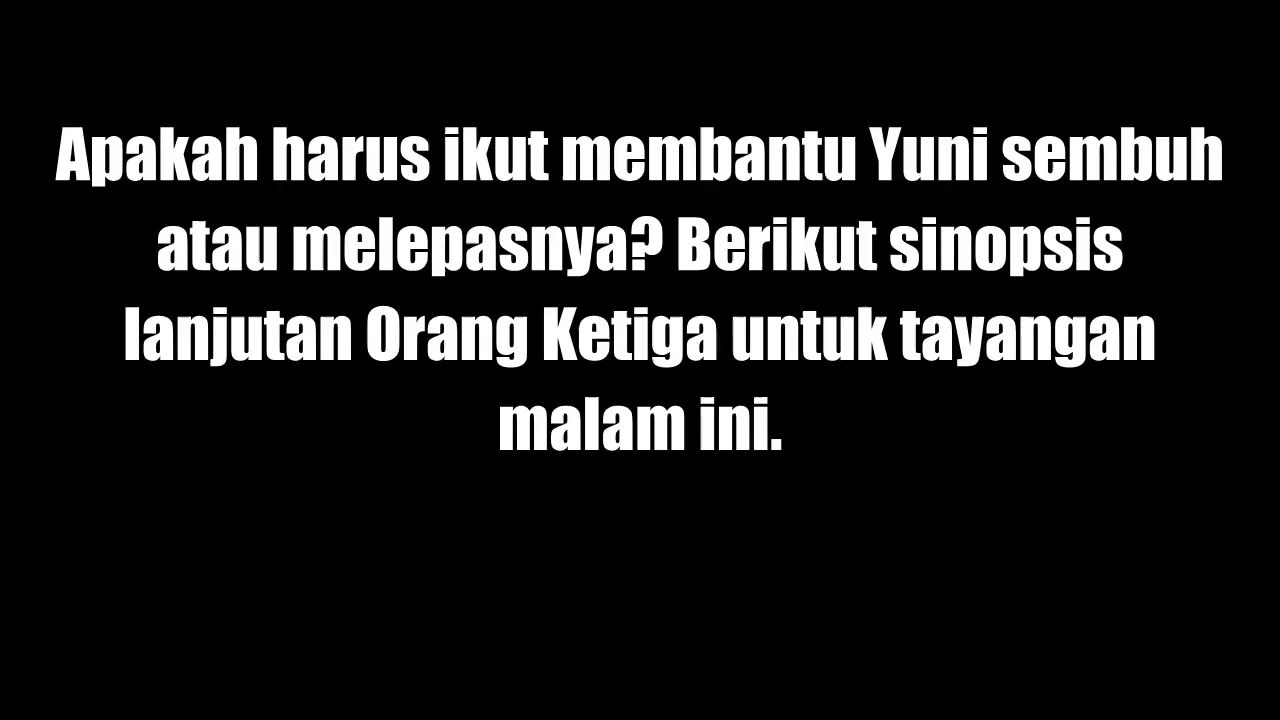 Apakah harus ikut membantu Yuni sembuh
atau melepasnya? Berikut sinopsis
lanjutan Orang Ketiga untuk tayangan
malam ini.